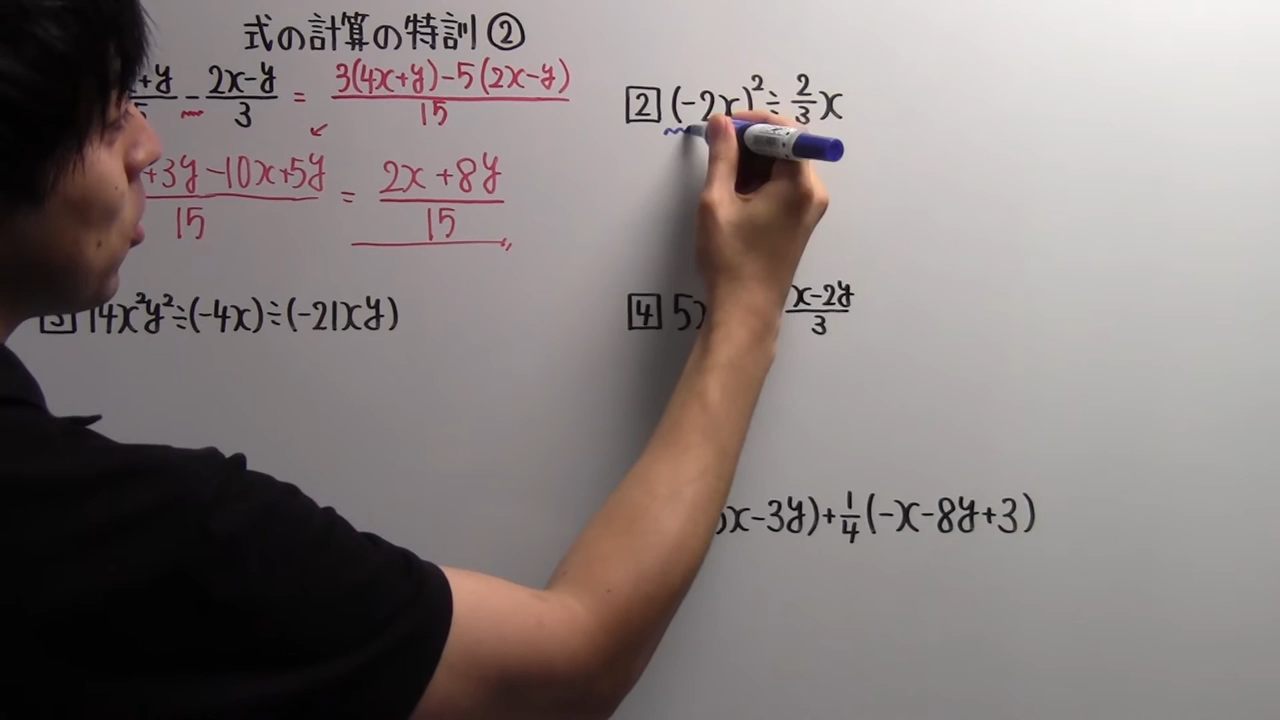 式の計算の特訓②
+y/5 - 2x-y/3 = 3(4x+y)-5(2x-y)/15
+3y-10x+5y/15 = 2x+8y/15
2 (-2x)²÷2/3x
3 14x²y²÷(-4x)÷(-21xy)
4 5x x-2y/3
x-3y)+1/4(-x-8y+3)